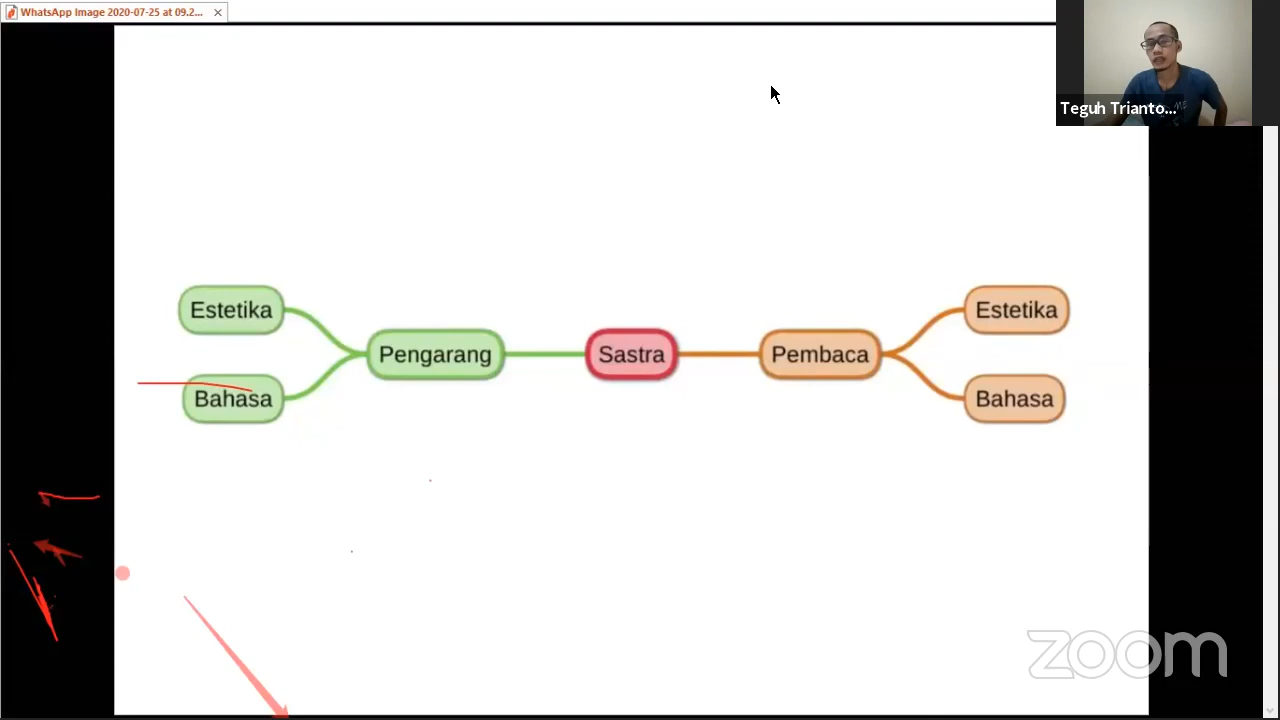 WhatsApp Image 2020-07-25 at 09.2...
Teguh Trianto...
Estetika
Estetika
Pengarang
Sastra
Pembaca
Bahasa
Bahasa
zoom